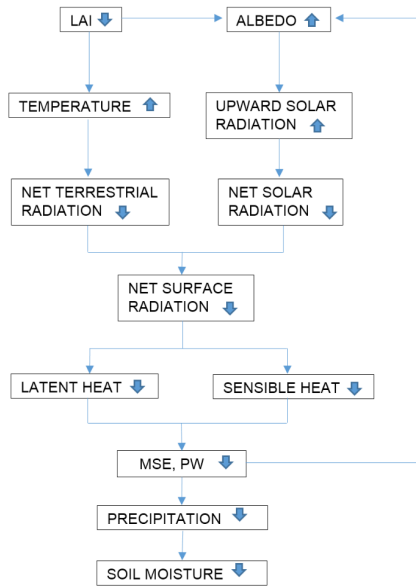 LAI
ALBEDO
TEMPERATURE
UPWARD SOLAR
RADIATION
NET TERRESTRIAL
RADIATION
NET SOLAR
RADIATION
NET SURFACE
RADIATION
LATENT HEAT
SENSIBLE HEAT
MSE, PW
PRECIPITATION
SOIL MOISTURE